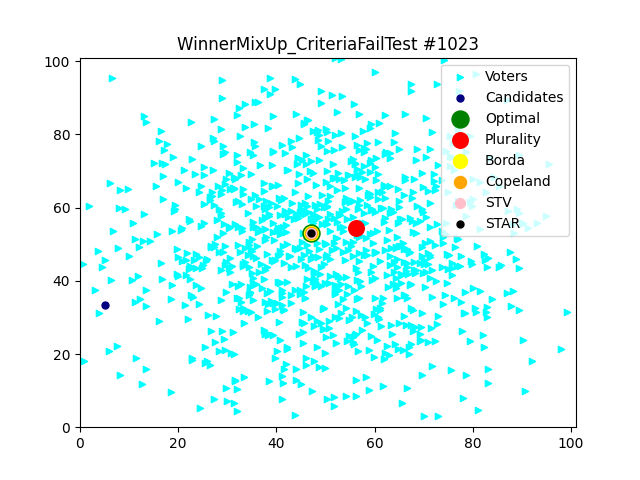 WinnerMixUp_CriteriaFailTest #1023
100
80
60
40
20
0
0
20
40
60
80
100
Voters
Candidates
Optimal
Plurality
Borda
Copeland
STV
STAR